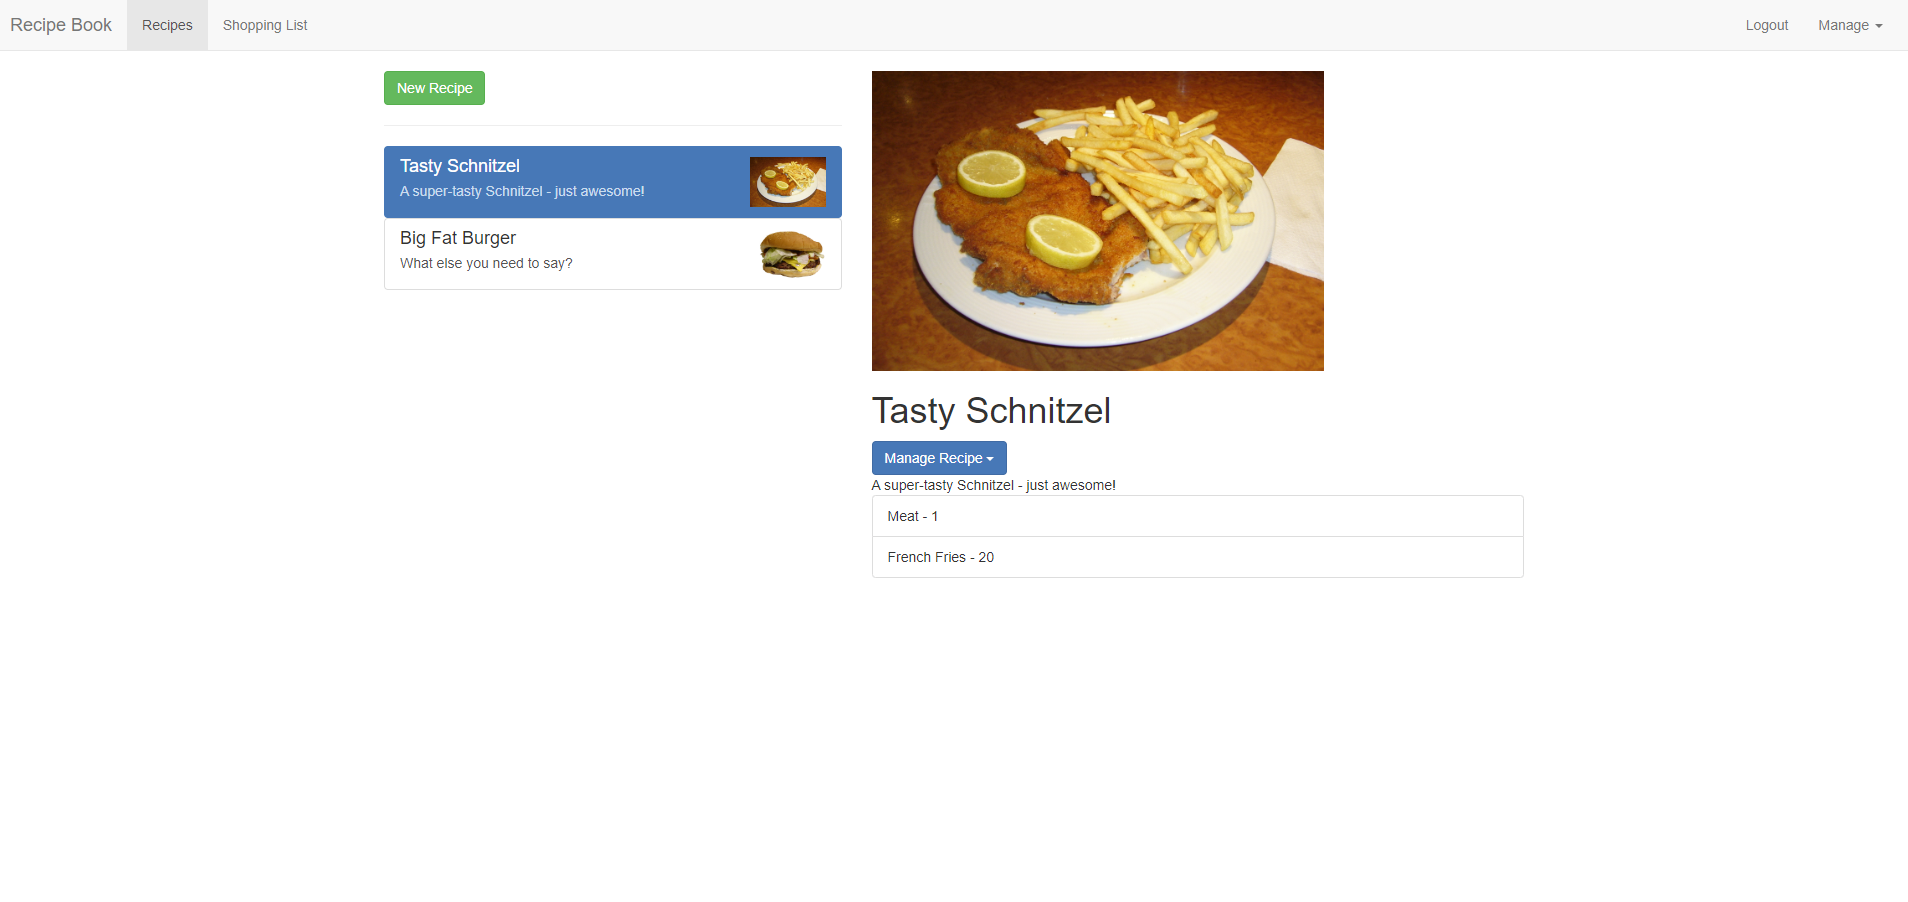 Recipe Book Recipes Shopping List Logout Manage
New Recipe
Tasty Schnitzel
A super-tasty Schnitzel - just awesome!
Big Fat Burger
What else you need to say?
Tasty Schnitzel
Manage Recipe
A super-tasty Schnitzel - just awesome!
Meat - 1
French Fries - 20